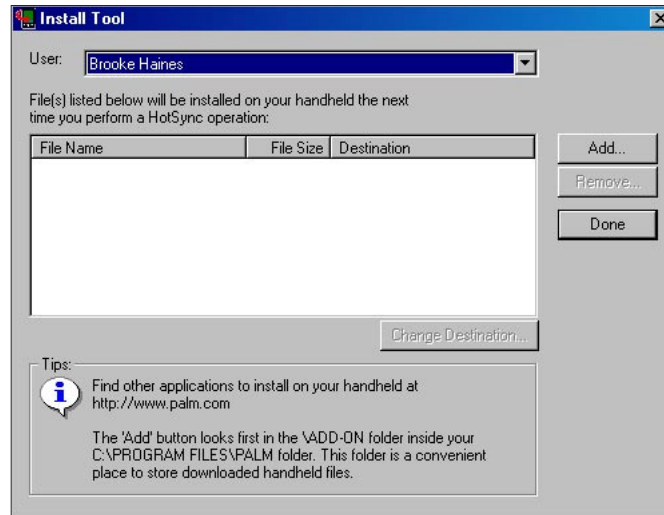 Install Tool
User:
Brooke Haines
File(s) listed below will be installed on your handheld the next
time you perform a HotSync operation:
File Name File Size Destination
Add...
Remove...
Done
Change Destination...
Tips:
Find other applications to install on your handheld at
http://www.palm.com
The 'Add' button looks first in the \ADD-ON folder inside your
C:\PROGRAM FILES\PALM folder. This folder is a convenient
place to store downloaded handheld files.